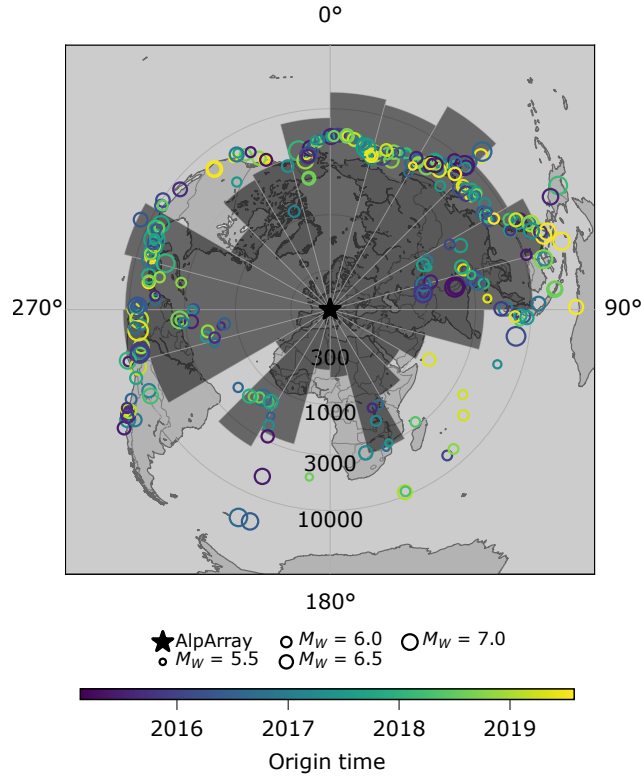 0°
270°
90°
300
1000
3000
10000
180°
AlpArray
M_W = 5.5
M_W = 6.0
M_W = 6.5
M_W = 7.0
2016 2017 2018 2019
Origin time